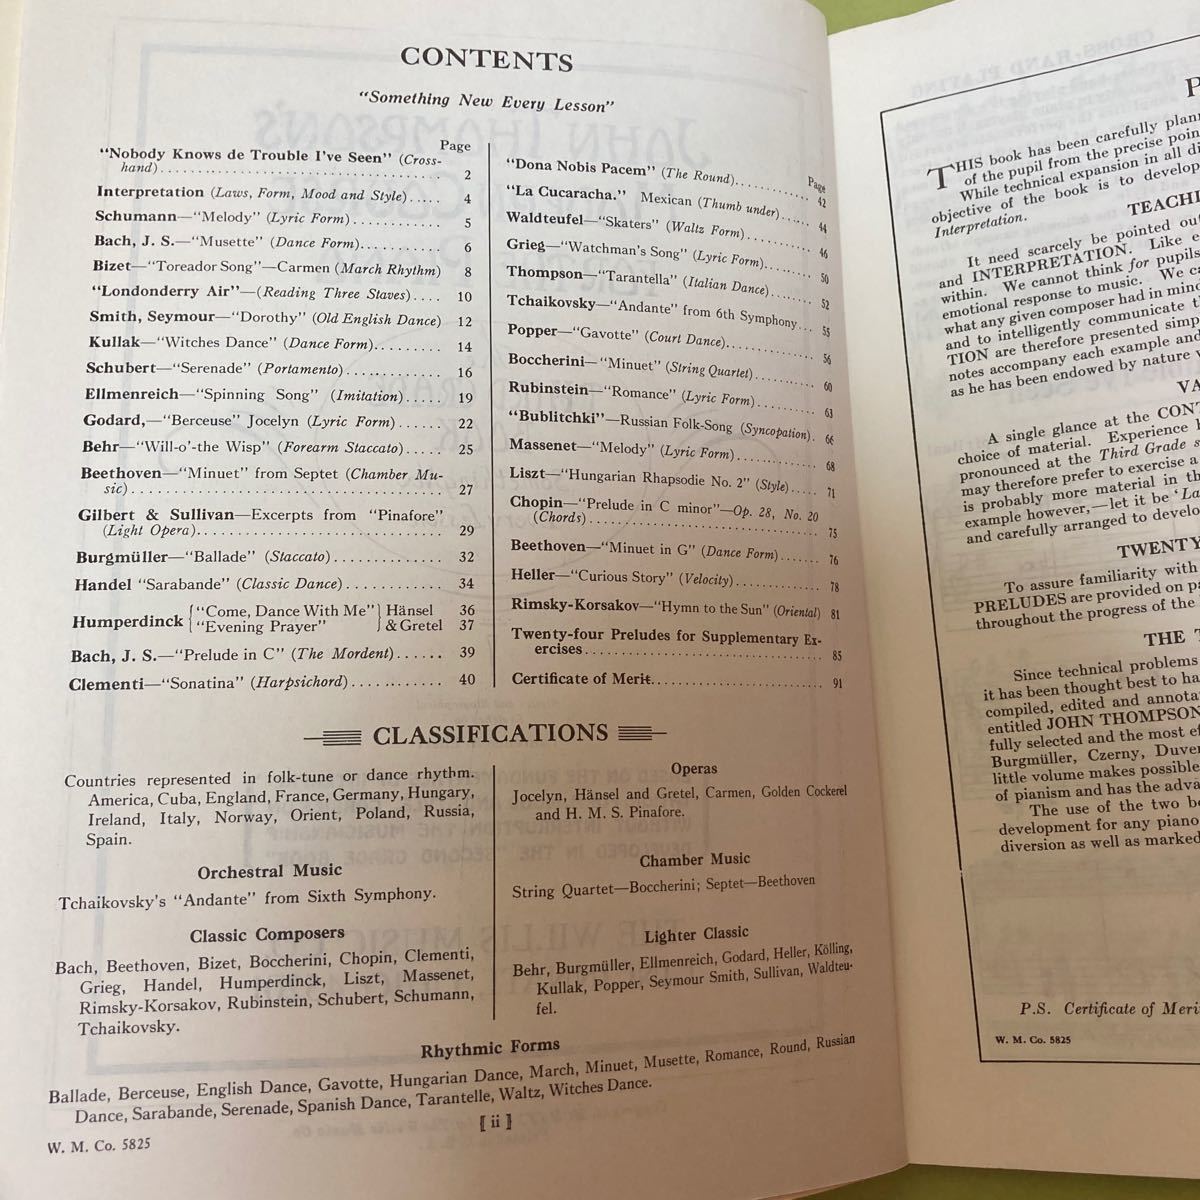 CONTENTS
"Something New Every Lesson"
Page
"Nobody Knows de Trouble I've Seen" (Cross-
hand) 2
Interpretation (Laws, Form, Mood and Style) 4
Schumann—"Melody" (Lyric Form) 5
Bach, J. S.—"Musette" (Dance Form) 6
Bizet—"Toreador Song"—Carmen (March Rhythm) 8
"Londonderry Air"—(Reading Three Staves) 10
Smith, Seymour—"Dorothy" (Old English Dance) 12
Kullak—"Witches Dance" (Dance Form) 14
Schubert—"Serenade" (Portamento) 16
Ellmenreich—"Spinning Song" (Imitation) 19
Godard,—"Berceuse" Jocelyn (Lyric Form) 22
Behr—"Will-o'-the Wisp" (Forearm Staccato) 25
Beethoven—"Minuet" from Septet (Chamber Mu-
sic) 27
Gilbert & Sullivan—Excerpts from "Pinafore"
(Light Opera) 29
Burgmüller—"Ballade" (Staccato) 32
Handel "Sarabande" (Classic Dance) 34
Humperdinck { "Come, Dance With Me" } Hänsel 36
"Evening Prayer" & Gretel 37
Bach, J. S.—"Prelude in C" (The Mordent) 39
Clementi—"Sonatina" (Harpsichord) 40
Page
"Dona Nobis Pacem" (The Round) 42
"La Cucaracha." Mexican (Thumb under) 44
Waldteufel—"Skaters" (Waltz Form) 46
Grieg—"Watchman's Song" (Lyric Form) 50
Thompson—"Tarantella" (Italian Dance) 52
Tchaikovsky—"Andante" from 6th Symphony 55
Popper—"Gavotte" (Court Dance) 56
Boccherini—"Minuet" (String Quartet) 60
Rubinstein—"Romance" (Lyric Form) 63
"Bublitchki"—Russian Folk-Song (Syncopation). 66
Massenet—"Melody" (Lyric Form) 68
Liszt—"Hungarian Rhapsodie No. 2" (Style) 71
Chopin—"Prelude in C minor"—Op. 28, No. 20
(Chords) 75
Beethoven—"Minuet in G" (Dance Form) 76
Heller—"Curious Story" (Velocity) 78
Rimsky-Korsakov—"Hymn to the Sun" (Oriental) 81
Twenty-four Preludes for Supplementary Ex-
ercises 85
Certificate of Merit 91
CLASSIFICATIONS
Countries represented in folk-tune or dance rhythm.
America, Cuba, England, France, Germany, Hungary,
Ireland, Italy, Norway, Orient, Poland, Russia,
Spain.
Orchestral Music
Tchaikovsky's "Andante" from Sixth Symphony.
Classic Composers
Bach, Beethoven, Bizet, Boccherini, Chopin, Clementi,
Grieg, Handel, Humperdinck, Liszt, Massenet,
Rimsky-Korsakov, Rubinstein, Schubert, Schumann,
Tchaikovsky.
Operas
Jocelyn, Hänsel and Gretel, Carmen, Golden Cockerel
and H. M. S. Pinafore.
Chamber Music
String Quartet—Boccherini; Septet—Beethoven
Lighter Classic
Behr, Burgmüller, Ellmenreich, Godard, Heller, Kölling,
Kullak, Popper, Seymour Smith, Sullivan, Waldteu-
fel.
Rhythmic Forms
Ballade, Berceuse, English Dance, Gavotte, Hungarian Dance, March, Minuet, Musette, Romance, Round, Russian
Dance, Sarabande, Serenade, Spanish Dance, Tarantelle, Waltz, Witches Dance.
[ ii ]
W. M. Co. 5825
P
THIS book has been carefully plan
of the pupil from the precise poin
While technical expansion in all di
objective of the book is to develop
Interpretation.
TEACHI
It need scarcely be pointed out
and INTERPRETATION. Like e
within. We cannot think for pupils
emotional response to music. We c
what any given composer had in mind
and to intelligently communicate th
TION are therefore presented simp
notes accompany each example and
as he has been endowed by nature w
VA
A single glance at the CONT
choice of material. Experience h
pronounced at the Third Grade s
may therefore prefer to exercise a
is probably more material in th
example however,—let it be 'La
and carefully arranged to develo
TWENTY
To assure familiarity with
PRELUDES are provided on pa
throughout the progress of the
THE T
Since technical problems
it has been thought best to ha
compiled, edited and annota
entitled JOHN THOMPSON
fully selected and the most ef
Burgmüller, Czerny, Duver
little volume makes possible
of pianism and has the adva
The use of the two bo
development for any piano
diversion as well as marked
P.S. Certificate of Meri
W. M. Co. 5825